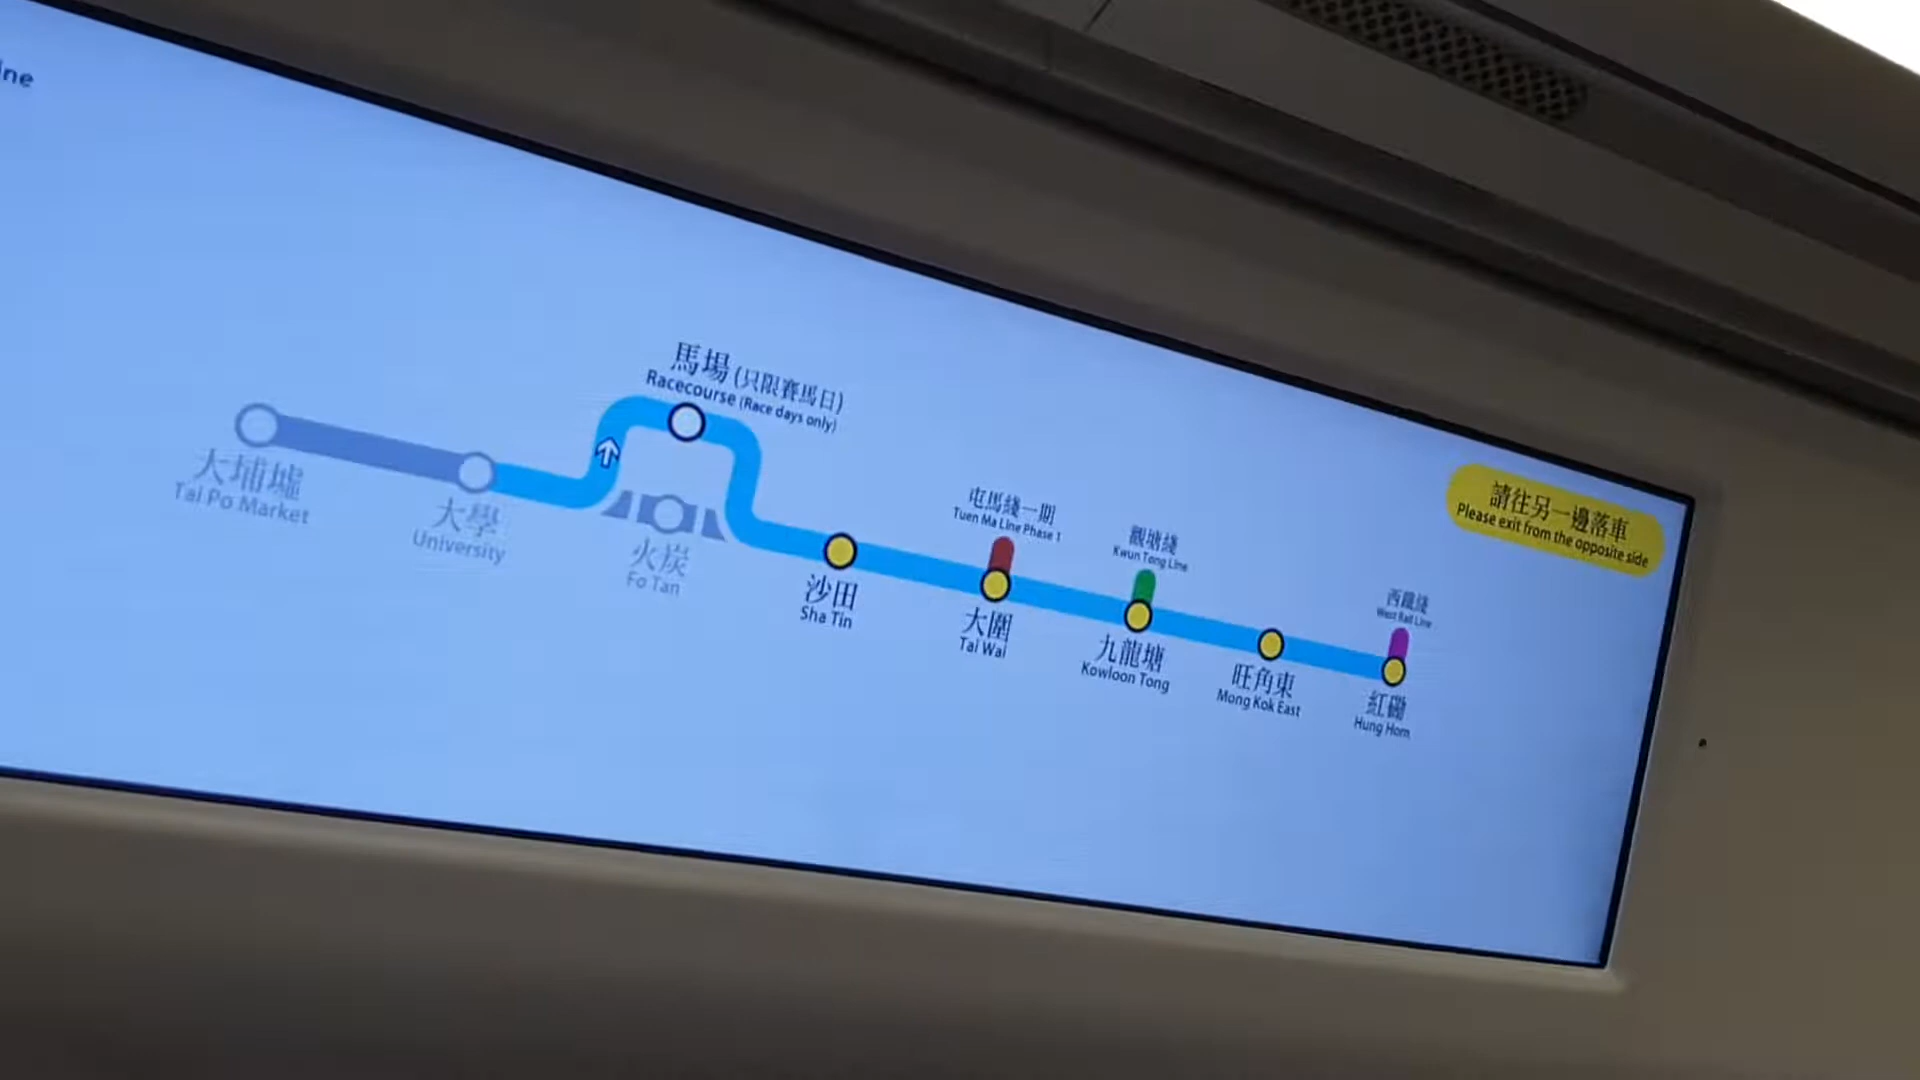 大埔墟
Tai Po Market
大學
University
馬場 (只限賽馬日)
Racecourse (Race days only)
火炭
Fo Tan
沙田
Sha Tin
屯馬綫一期
Tuen Ma Line Phase 1
大圍
Tai Wai
觀塘綫
Kwun Tong Line
九龍塘
Kowloon Tong
旺角東
Mong Kok East
西鐵綫
West Rail Line
紅磡
Hung Hom
請往另一邊落車
Please exit from the opposite side